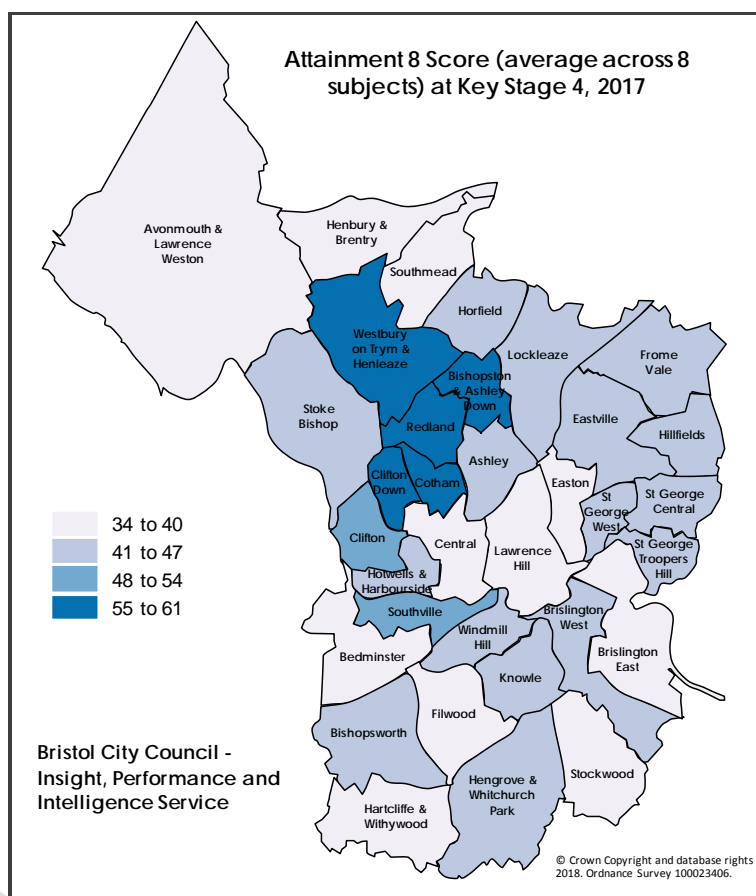 Attainment 8 Score (average across 8
subjects) at Key Stage 4, 2017
Avonmouth &
Lawrence
Weston
Henbury &
Brentry
Southmead
Horfield
Westbury
on Trym &
Henleaze
Lockleaze
Frome
Vale
Bishopston
& Ashley
Down
Stoke
Bishop
Redland
Eastville
Hillfields
Ashley
Clifton
Down
Cotham
Easton
St
George
West
St George
Central
34 to 40
41 to 47
48 to 54
55 to 61
Clifton
Central
Lawrence
Hill
St George
Troopers
Hill
Hotwells &
Harbourside
Southville
Windmill
Hill
Brislington
West
Brislington
East
Bedminster
Knowle
Filwood
Bishopsworth
Stockwood
Hengrove &
Whitchurch
Park
Hartcliffe &
Withywood
Bristol City Council -
Insight, Performance and
Intelligence Service
© Crown Copyright and database rights
2018. Ordnance Survey 100023406.